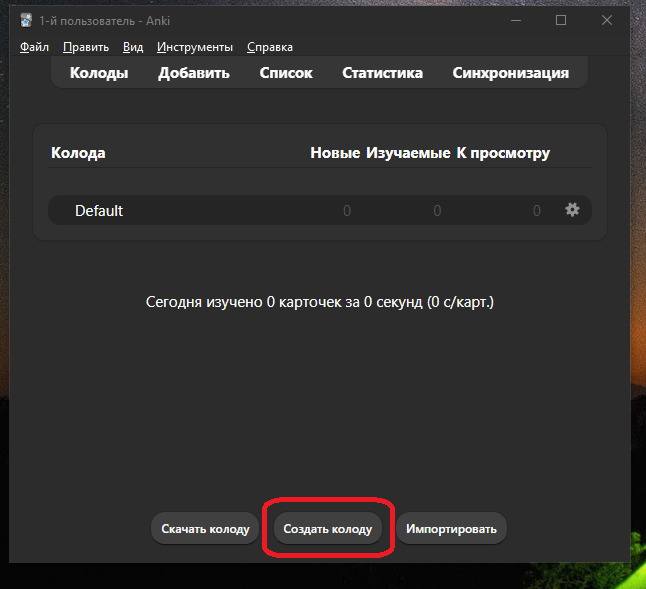 1-й пользователь - Anki
Файл Править Вид Инструменты Справка
Колоды Добавить Список Статистика Синхронизация
Колода Новые Изучаемые К просмотру
Default 0 0 0
Сегодня изучено 0 карточек за 0 секунд (0 с/карт.)
Скачать колоду Создать колоду Импортировать